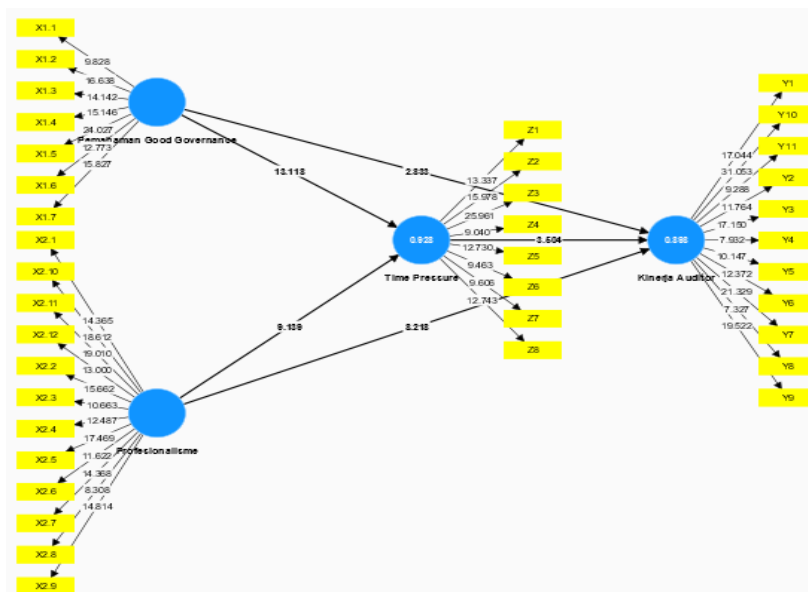 X1.1
X1.2
X1.3
X1.4
X1.5
X1.6
X1.7
9.828
16.638
14.142
15.146
24.027
12.773
15.827
Pemahaman Good Governance
X2.1
X2.10
X2.11
X2.12
X2.2
X2.3
X2.4
X2.5
X2.6
X2.7
X2.8
X2.9
14.365
18.612
19.010
13.000
15.662
10.663
12.487
17.469
11.622
14.368
8.308
14.814
Profesionalisme
13.118
9.139
2.833
3.504
Z1
Z2
Z3
Z4
Z5
Z6
Z7
Z8
13.337
15.978
25.961
9.040
12.730
9.463
9.606
12.743
0.928
Time Pressure
Y1
Y10
Y11
Y2
Y3
Y4
Y5
Y6
Y7
Y8
Y9
17.044
31.053
9.288
11.764
17.150
7.932
10.147
12.372
21.329
7.327
19.522
Kinerja Auditor